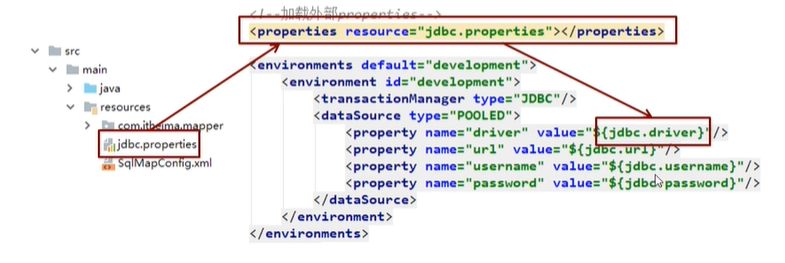 <!--加载外部properties-->
<properties resource="jdbc.properties"></properties>
src
main
java
resources
com.itheima.mapper
jdbc.properties
SqlMapConfig.xml
<environments default="development">
<environment id="development">
<transactionManager type="JDBC"/>
<dataSource type="POOLED">
<property name="driver" value="${jdbc.driver}"/>
<property name="url" value="${jdbc.url}"/>
<property name="username" value="${jdbc.username}"/>
<property name="password" value="${jdbc.password}"/>
</dataSource>
</environment>
</environments>